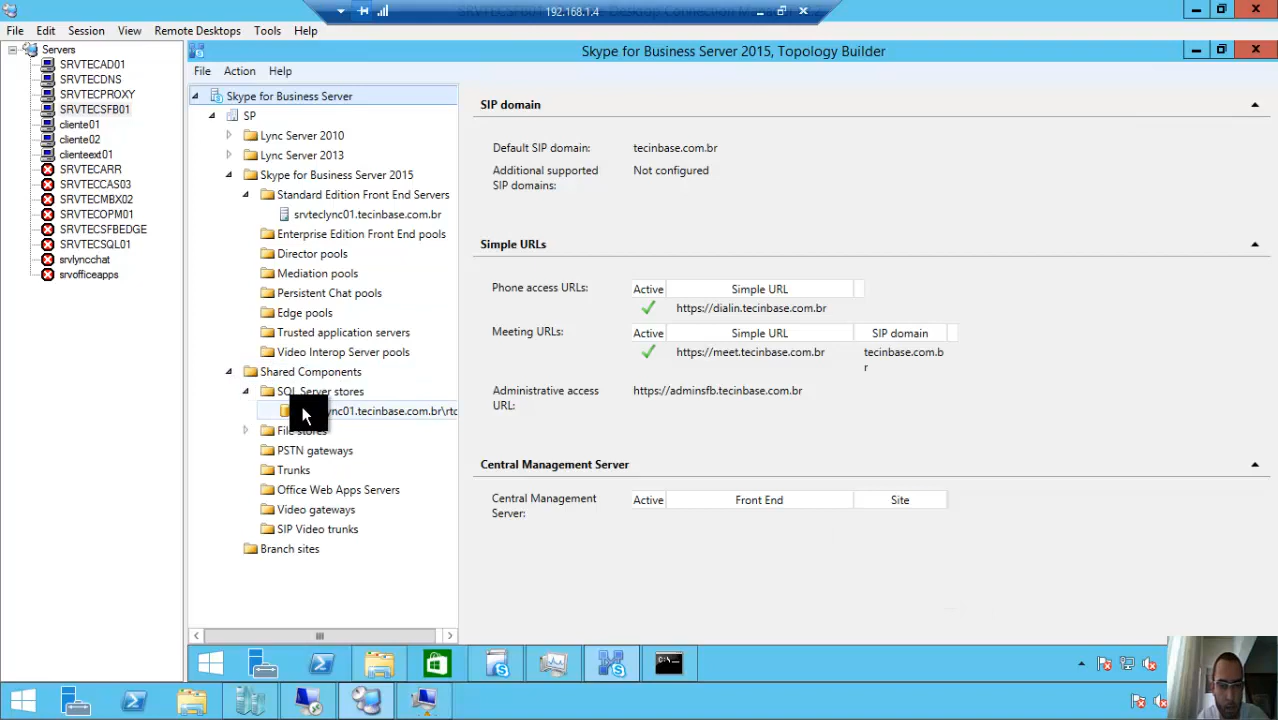 192.168.1.4
File Edit Session View Remote Desktops Tools Help
Servers
SRVTECAD01
SRVTECDNS
SRVTECPROXY
SRVTECSFB01
cliente01
cliente02
clienteext01
SRVTECARR
SRVTECCAS03
SRVTECMBX02
SRVTECOPM01
SRVTECSFBEDGE
SRVTECSQL01
srvlyncchat
srvofficeapps
Skype for Business Server 2015, Topology Builder
File Action Help
Skype for Business Server
SP
Lync Server 2010
Lync Server 2013
Skype for Business Server 2015
Standard Edition Front End Servers
srvteclync01.tecinbase.com.br
Enterprise Edition Front End pools
Director pools
Mediation pools
Persistent Chat pools
Edge pools
Trusted application servers
Video Interop Server pools
Shared Components
SQL Server stores
ync01.tecinbase.com.br\rtc
File stores
PSTN gateways
Trunks
Office Web Apps Servers
Video gateways
SIP Video trunks
Branch sites
SIP domain
Default SIP domain: tecinbase.com.br
Additional supported Not configured
SIP domains:
Simple URLs
Phone access URLs: Active Simple URL
https://dialin.tecinbase.com.br
Meeting URLs: Active Simple URL SIP domain
https://meet.tecinbase.com.br tecinbase.com.b
r
Administrative access https://adminsfb.tecinbase.com.br
URL:
Central Management Server
Central Management Active Front End Site
Server: